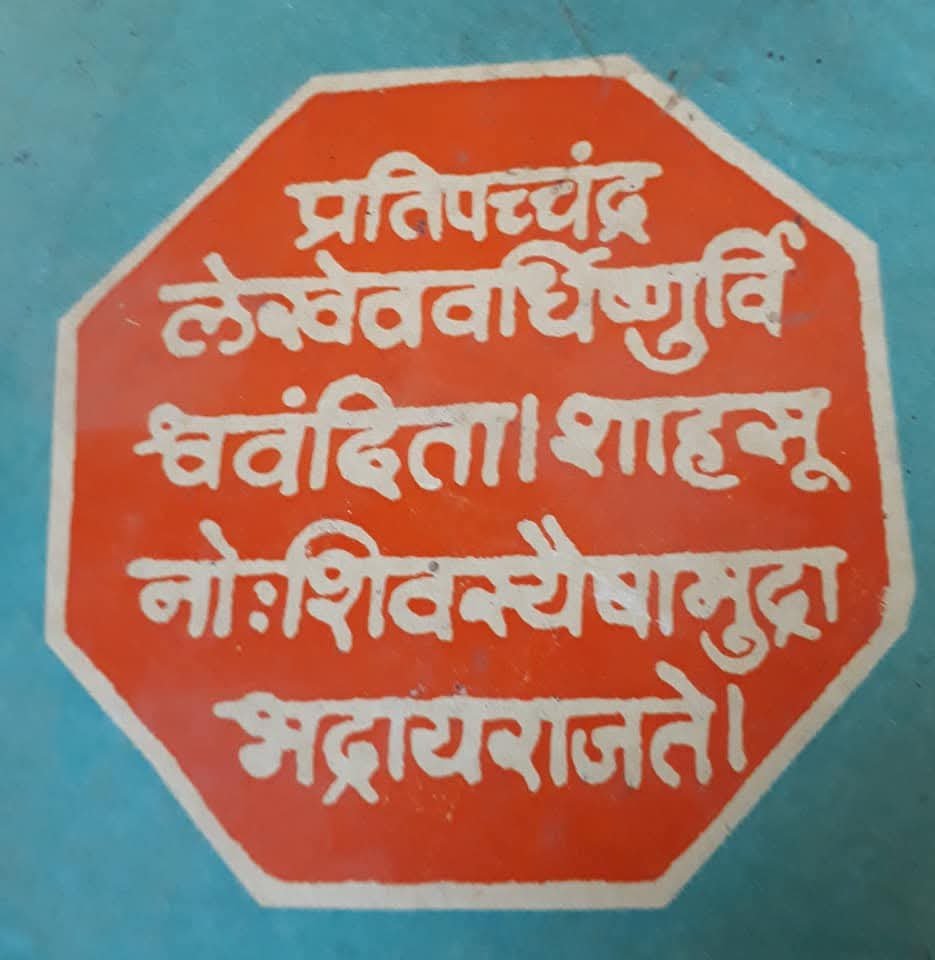 प्रतिपच्चंद्र
लेखेववर्धिष्णुर्वि
श्ववंदिता।शाहसू
नोःशिवस्यैषामुद्रा
भद्रायराजते।